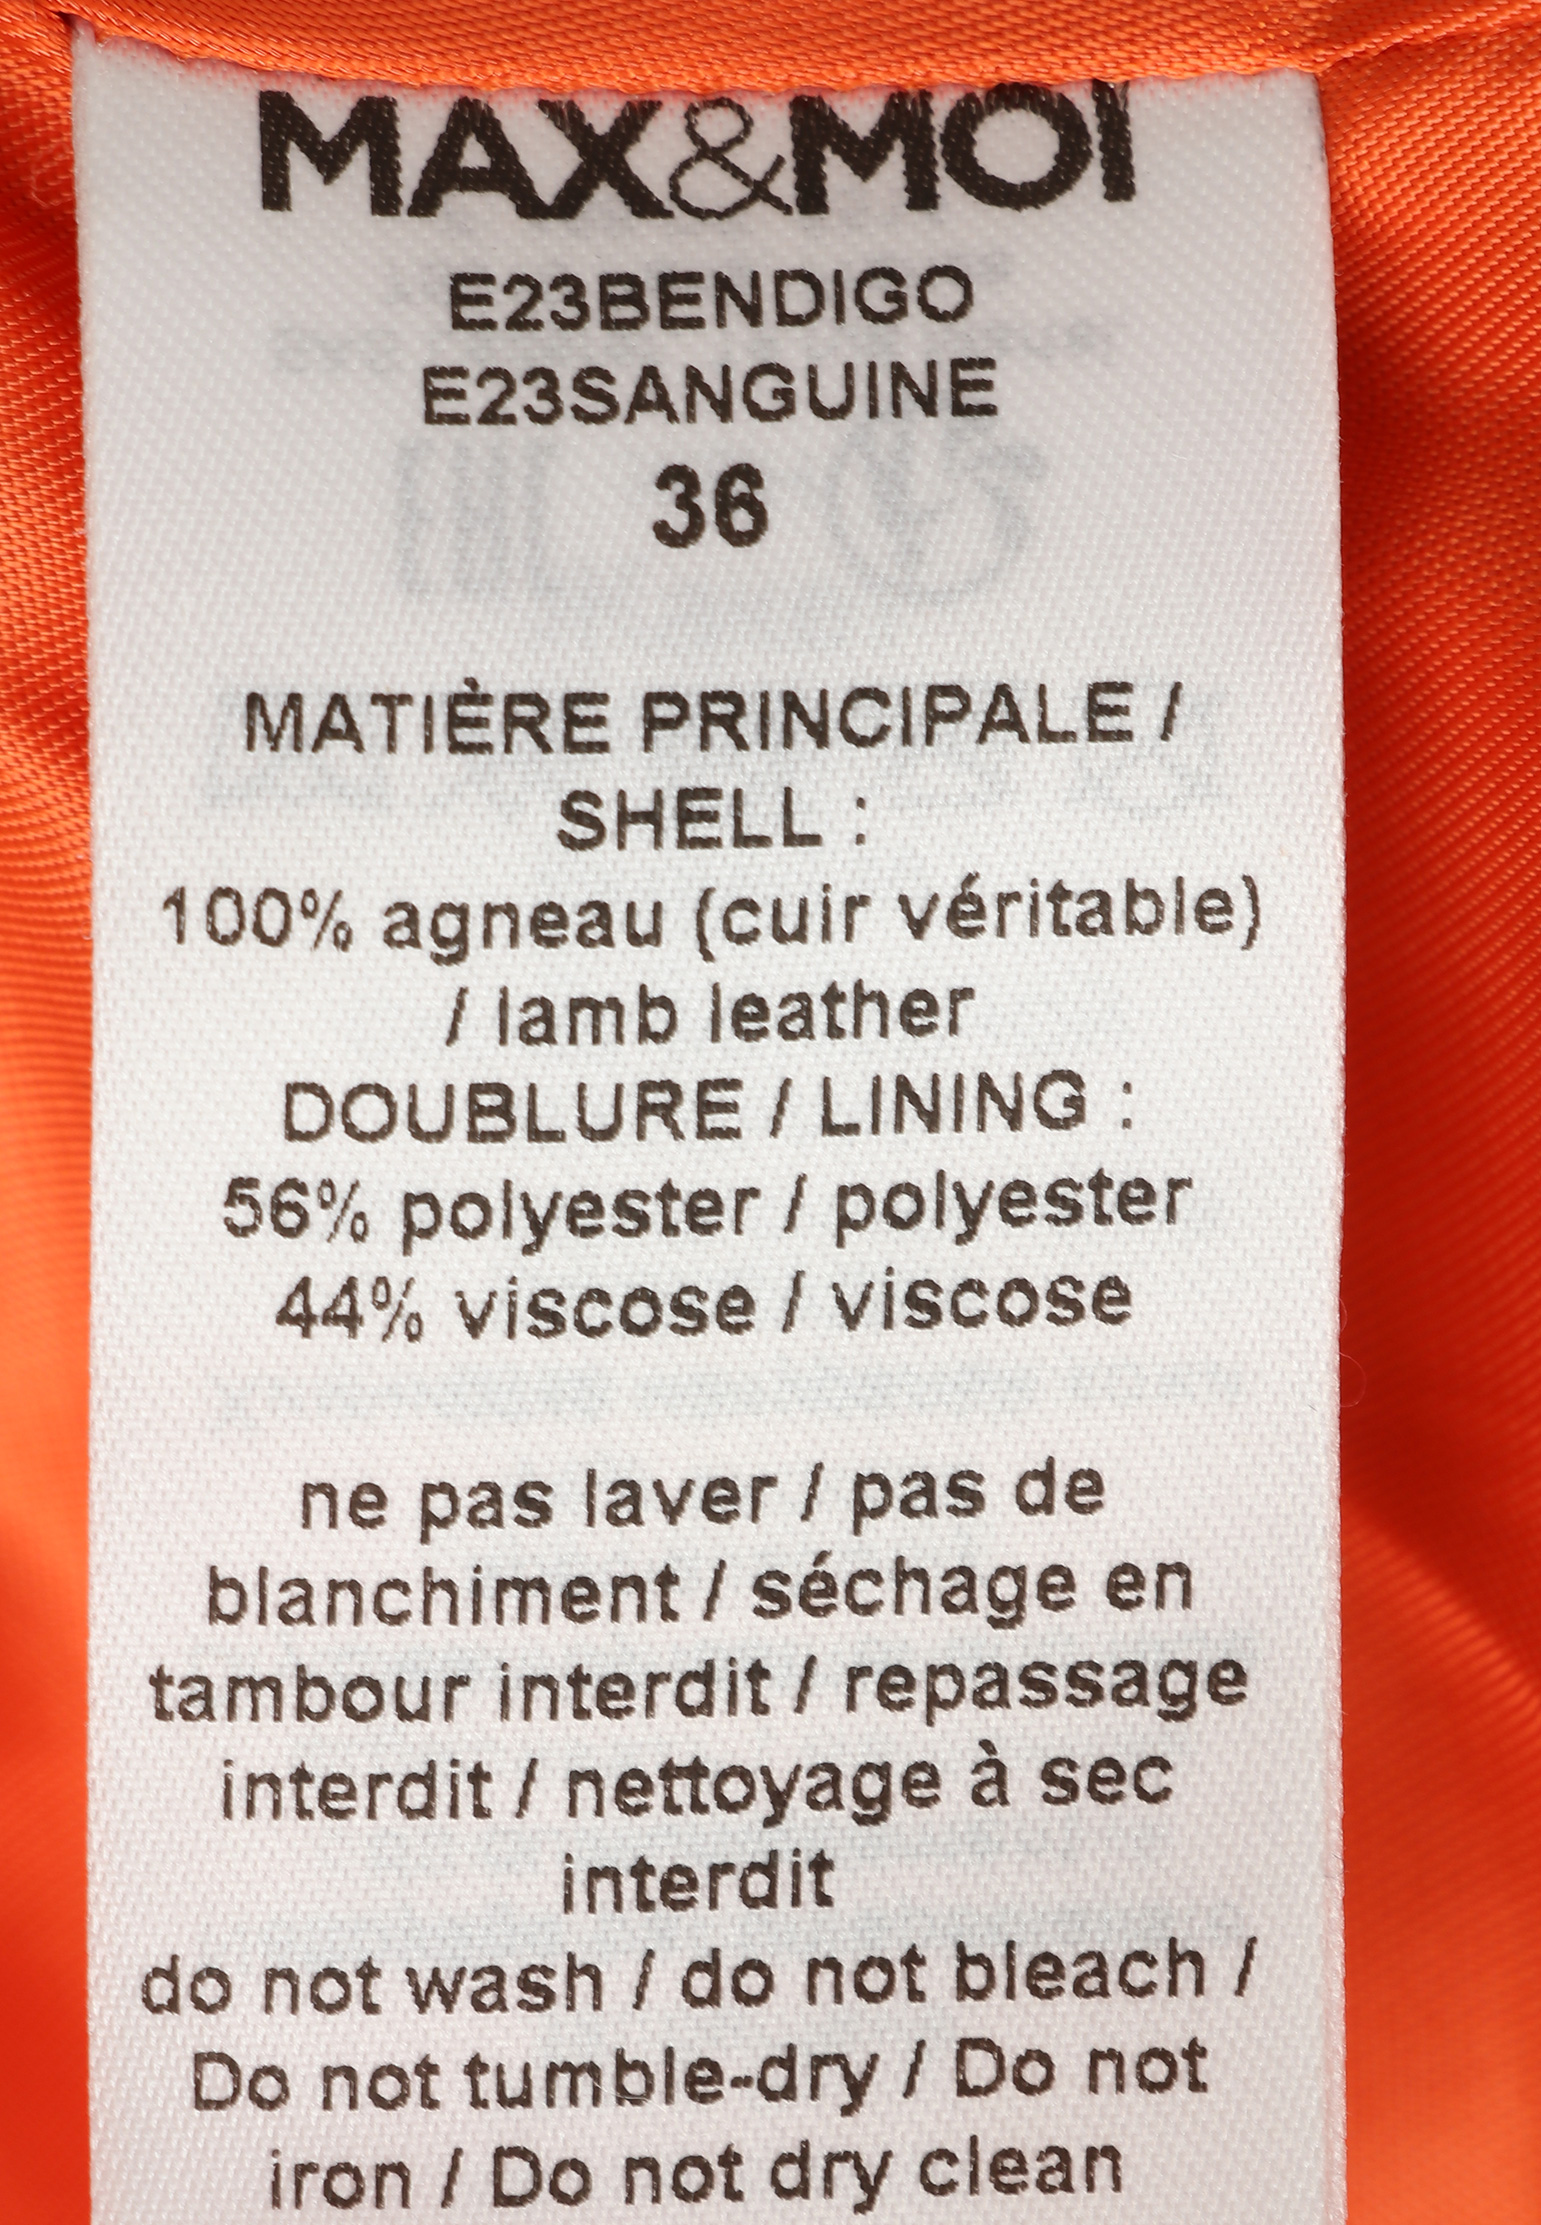 MAX&MOI
E23BENDIGO
E23SANGUINE
36
MATIÈRE PRINCIPALE /
SHELL :
100% agneau (cuir véritable)
/ lamb leather
DOUBLURE / LINING :
56% polyester / polyester
44% viscose / viscose
ne pas laver / pas de
blanchiment / séchage en
tambour interdit / repassage
interdit / nettoyage à sec
interdit
do not wash / do not bleach /
Do not tumble-dry / Do not
iron / Do not dry clean